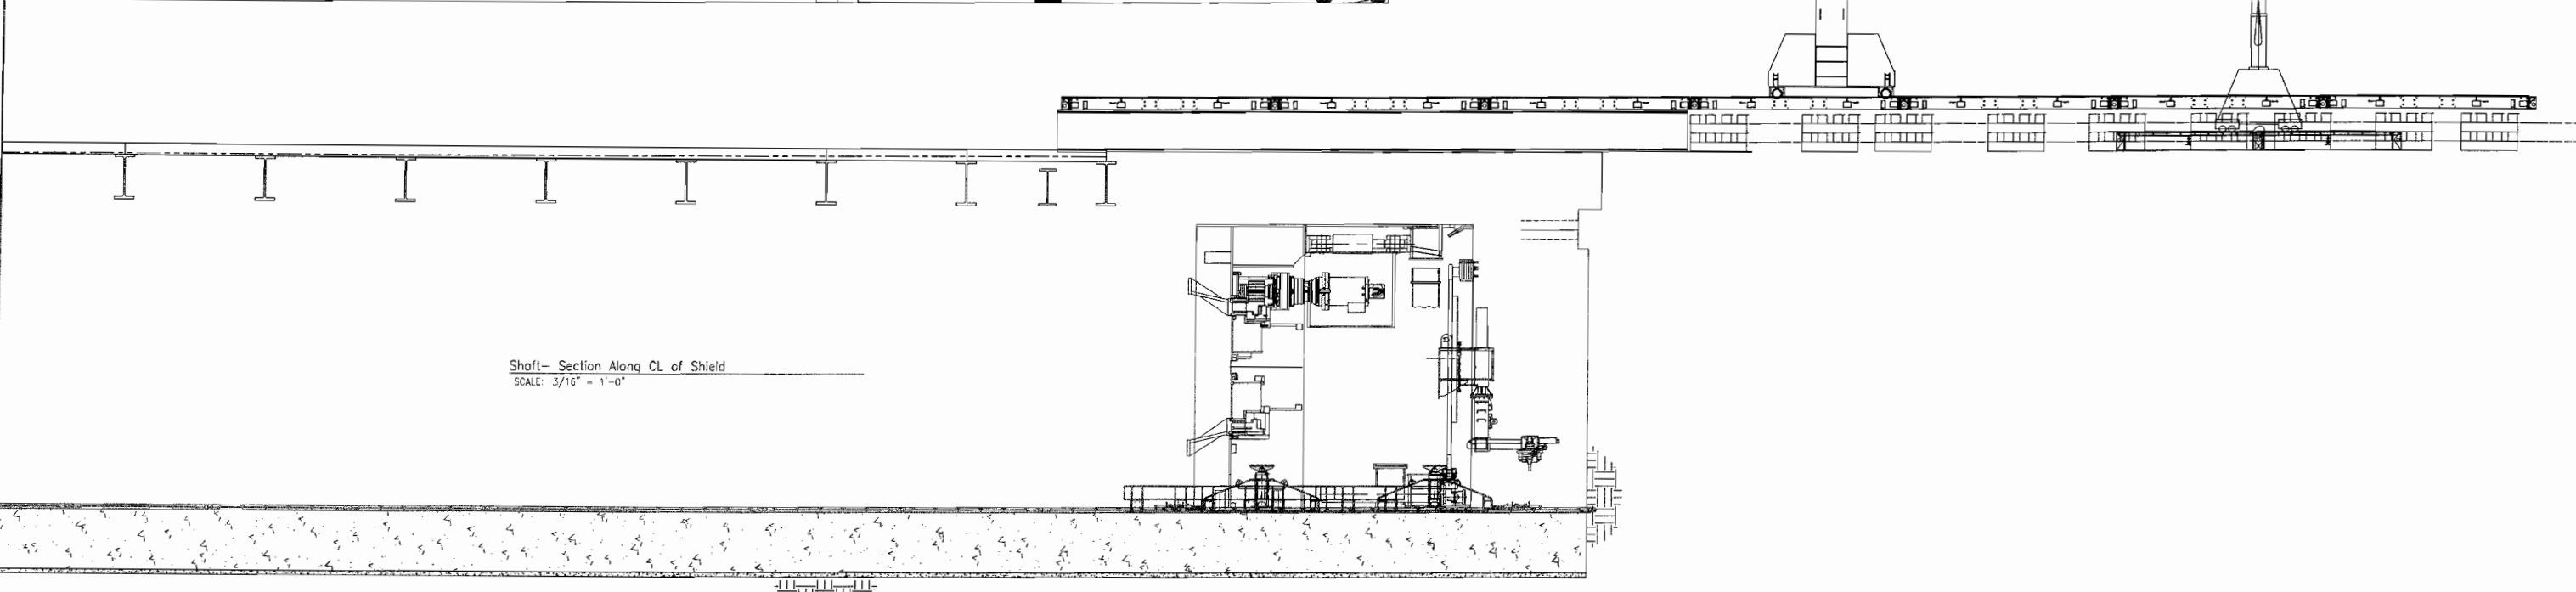 Shaft- Section Along CL of Shield
SCALE: 3/16" = 1'-0"